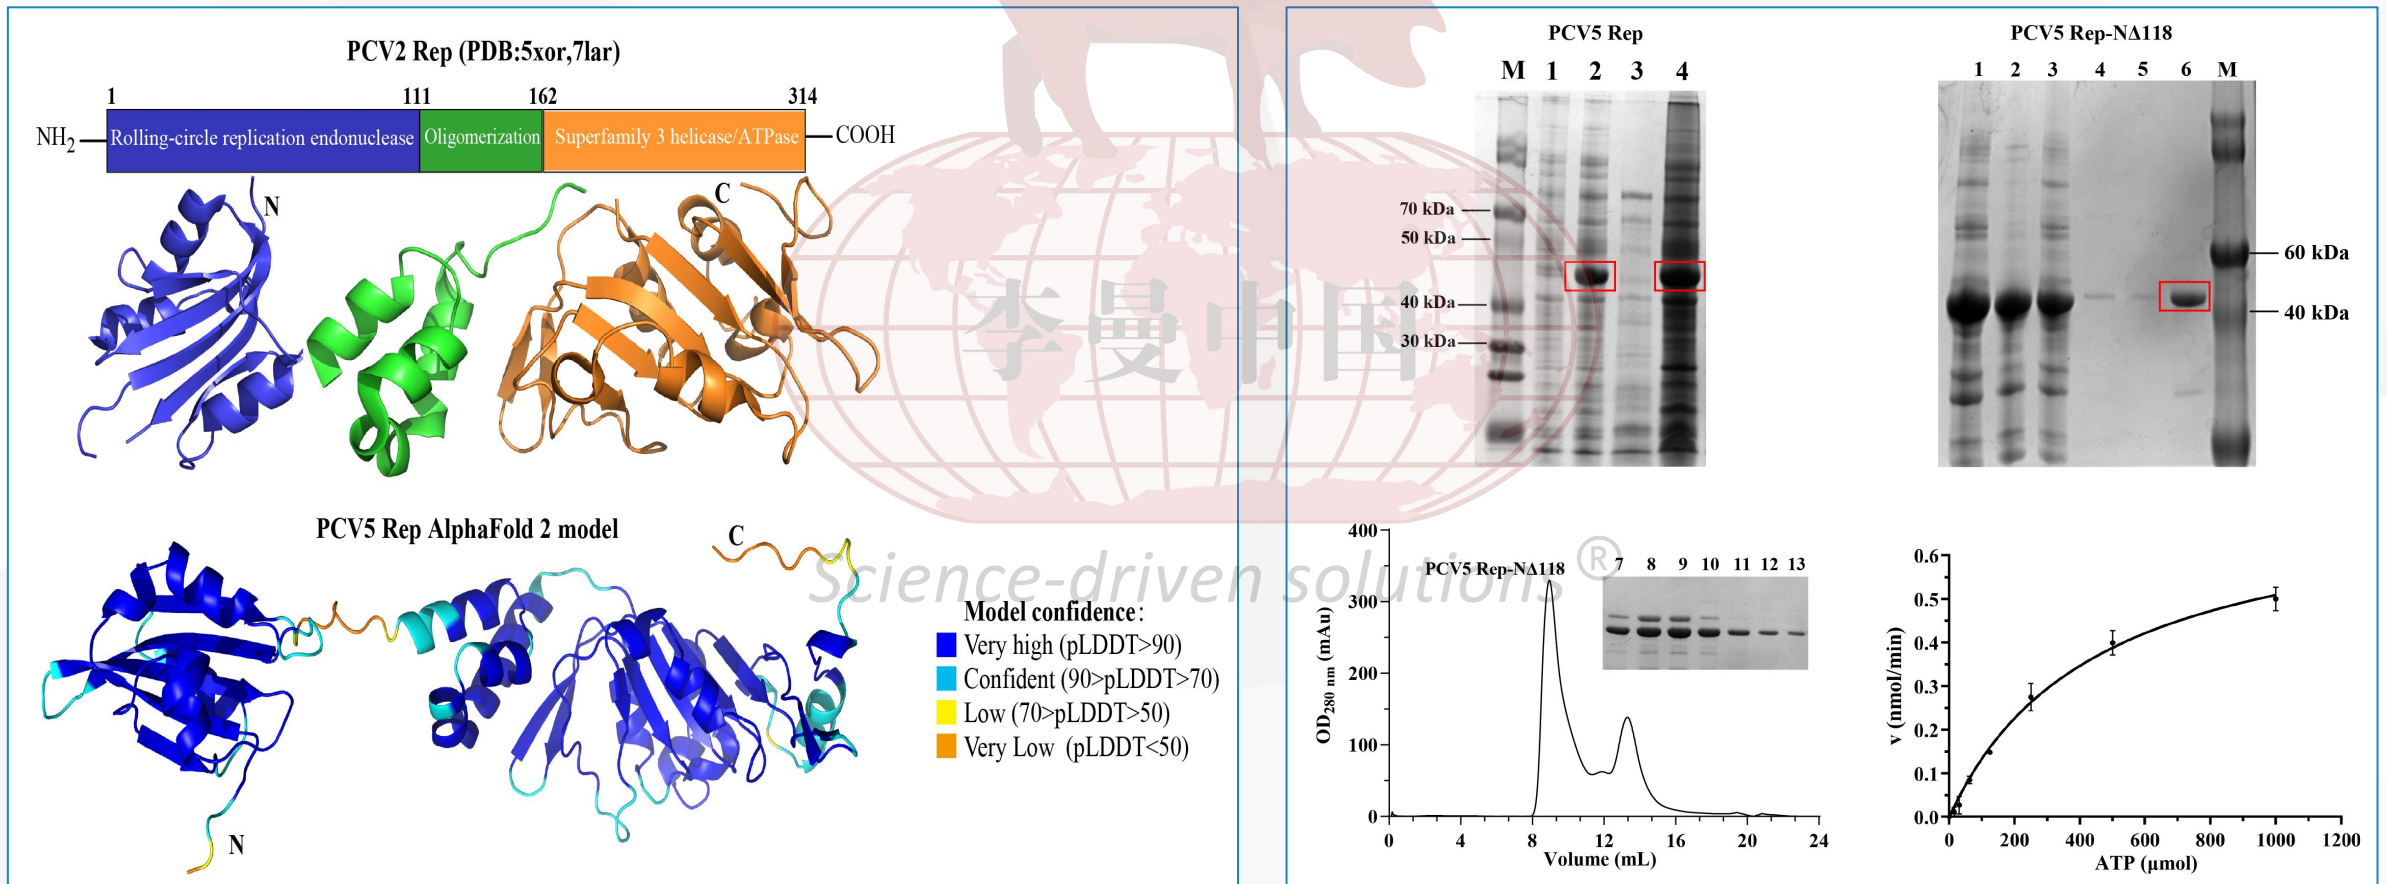 PCV2 Rep (PDB:5xor,7lar)
1 111 162 314
NH2 Rolling-circle replication endonuclease Oligomerization Superfamily 3 helicase/ATPase COOH
N
C
PCV5 Rep AlphaFold 2 model
C
N
Model confidence:
Very high (pLDDT>90)
Confident (90>pLDDT>70)
Low (70>pLDDT>50)
Very Low (pLDDT<50)
PCV5 Rep
M 1 2 3 4
70 kDa
50 kDa
40 kDa
30 kDa
PCV5 Rep-NΔ118
1 2 3 4 5 6 M
60 kDa
40 kDa
李曼中国
Science-driven solutions®
PCV5 Rep-NΔ118
7 8 9 10 11 12 13
OD280 nm (mAu)
400
300
200
100
0
0 4 8 12 16 20 24
Volume (mL)
v (nmol/min)
0.6
0.5
0.4
0.3
0.2
0.1
0.0
0 200 400 600 800 1000 1200
ATP (μmol)